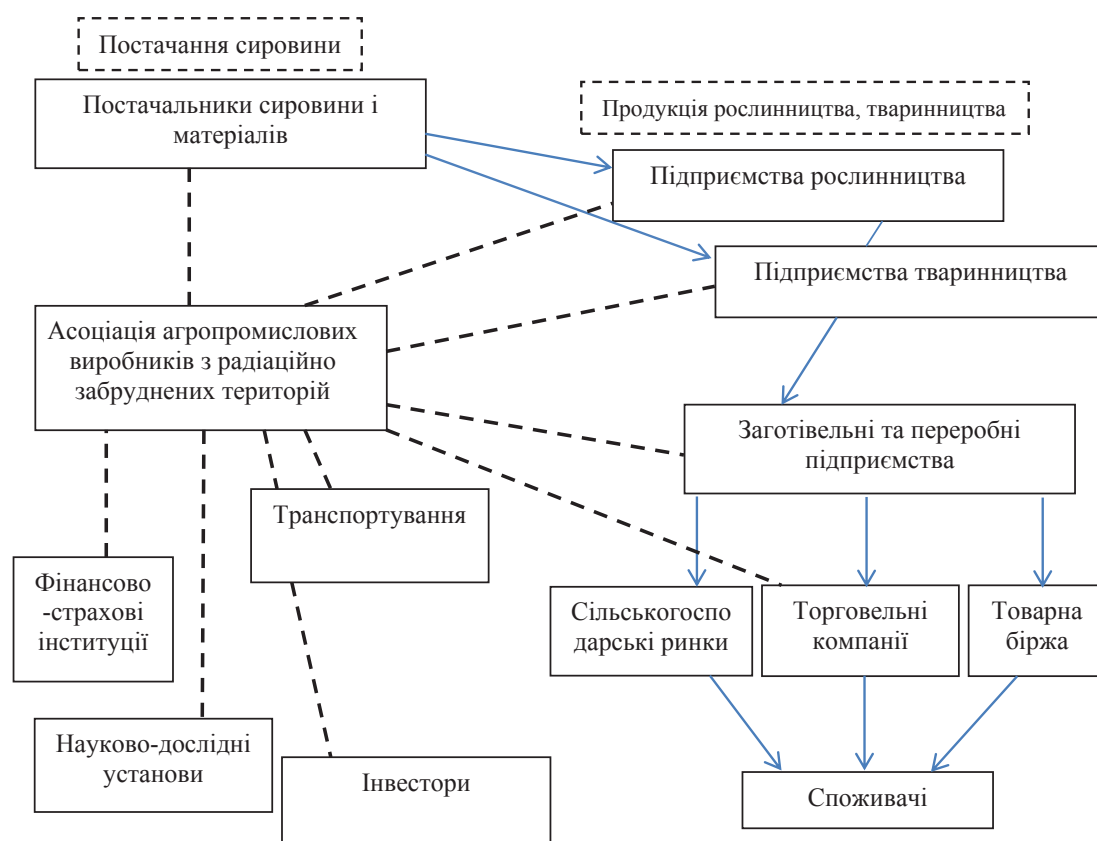 Постачання сировини
Постачальники сировини і
матеріалів
Продукція рослинництва, тваринництва
Підприємства рослинництва
Підприємства тваринництва
Асоціація агропромислових
виробників з радіаційно
забруднених територій
Заготівельні та переробні
підприємства
Транспортування
Фінансово
-страхові
інституції
Сільськогоспо
дарські ринки
Торговельні
компанії
Товарна
біржа
Науково-дослідні
установи
Інвестори
Споживачі